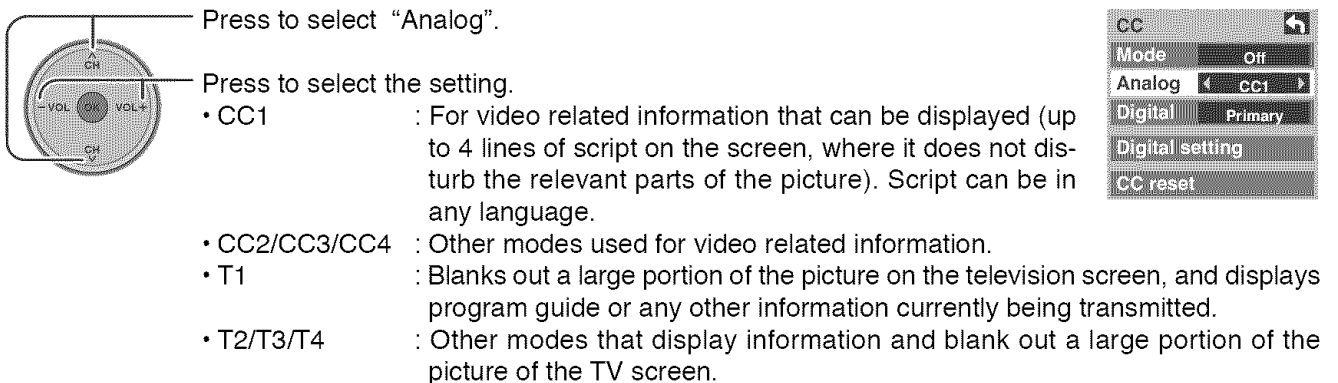 Press to select “Analog”.
CH
Press to select the setting.
− VOL OK VOL +
CH
• CC1 : For video related information that can be displayed (up
to 4 lines of script on the screen, where it does not dis-
turb the relevant parts of the picture). Script can be in
any language.
• CC2/CC3/CC4 : Other modes used for video related information.
• T1 : Blanks out a large portion of the picture on the television screen, and displays
program guide or any other information currently being transmitted.
• T2/T3/T4 : Other modes that display information and blank out a large portion of the
picture of the TV screen.
CC
Mode Off
Analog CC1
Digital Primary
Digital setting
CC reset